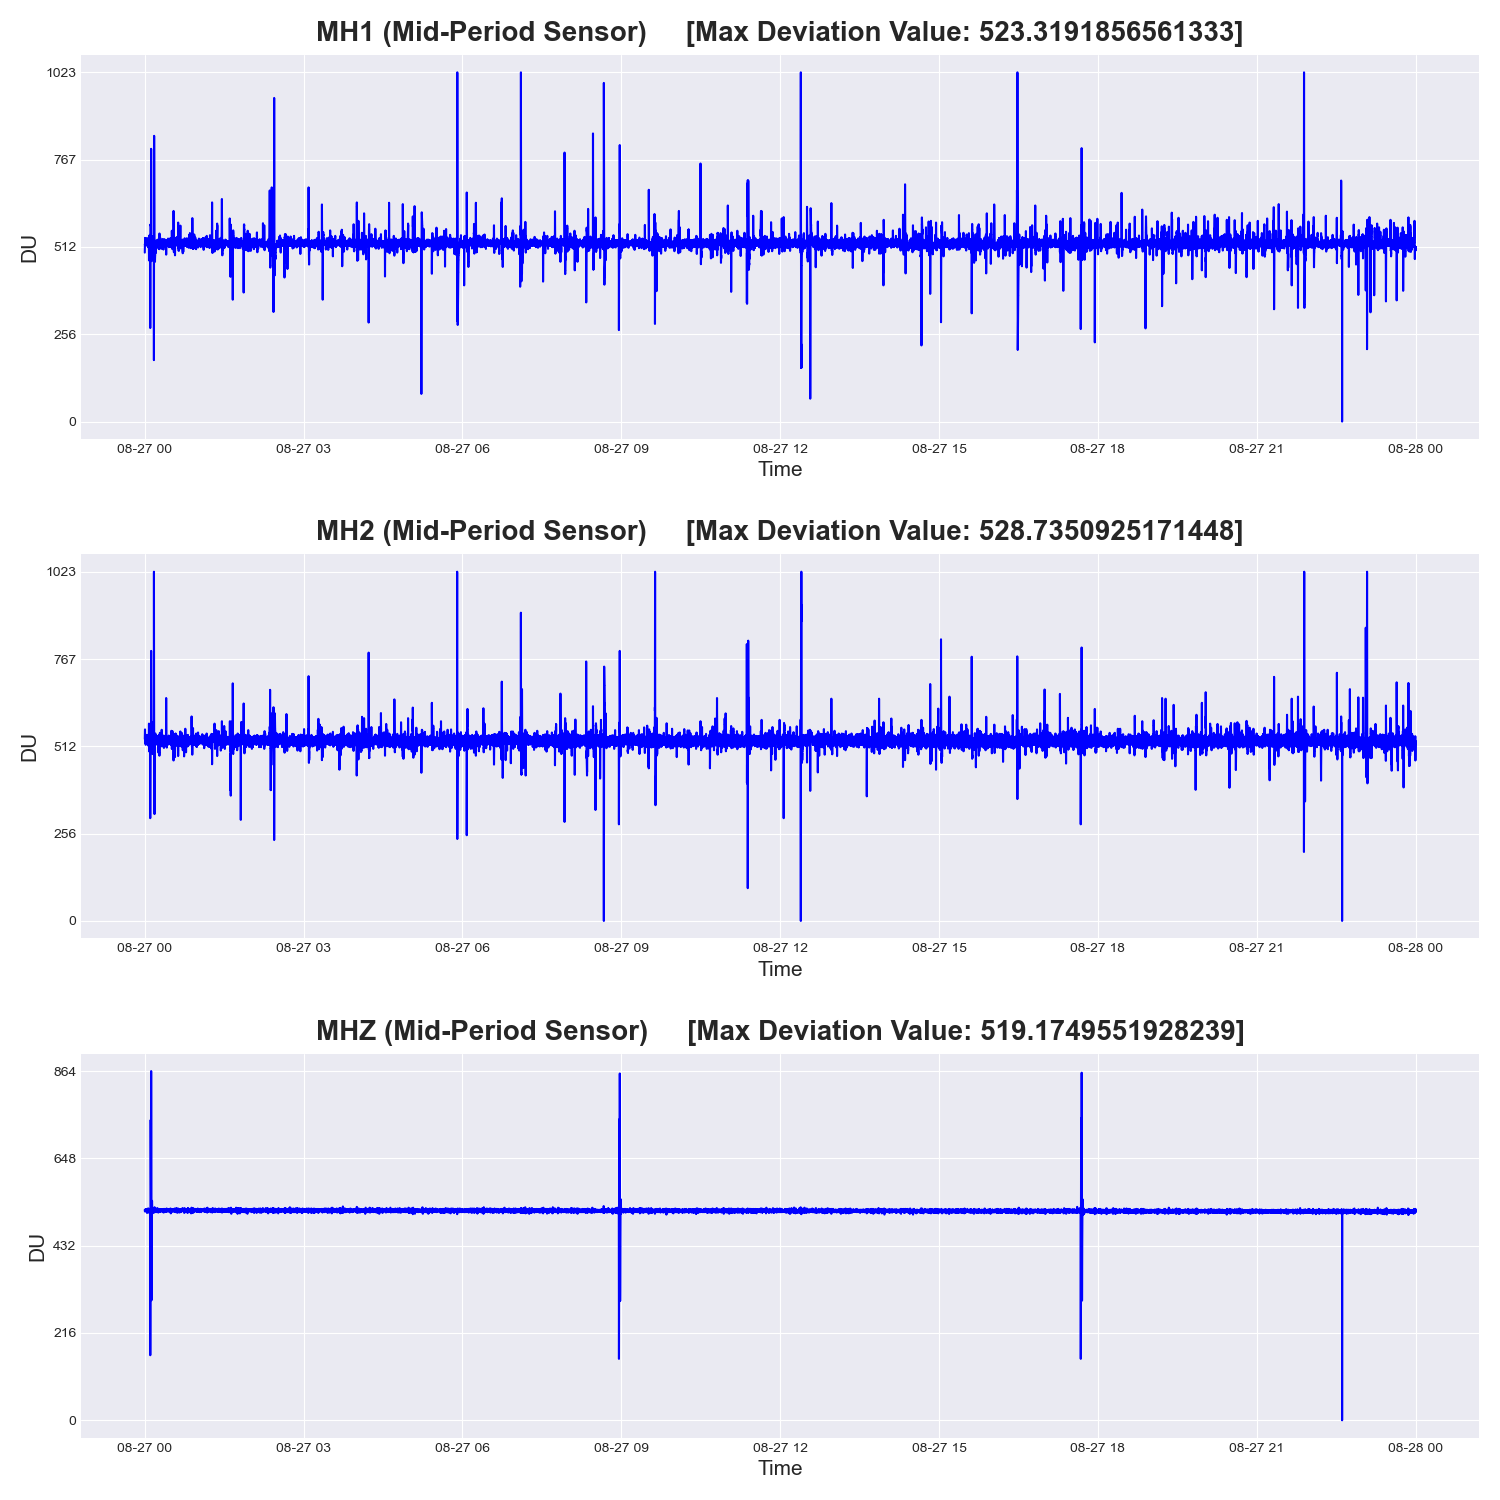 MH1 (Mid-Period Sensor) [Max Deviation Value: 523.3191856561333]
1023
767
512
256
0
DU
08-27 00 08-27 03 08-27 06 08-27 09 08-27 12 08-27 15 08-27 18 08-27 21 08-28 00
Time
MH2 (Mid-Period Sensor) [Max Deviation Value: 528.7350925171448]
1023
767
512
256
0
DU
08-27 00 08-27 03 08-27 06 08-27 09 08-27 12 08-27 15 08-27 18 08-27 21 08-28 00
Time
MHZ (Mid-Period Sensor) [Max Deviation Value: 519.1749551928239]
864
648
432
216
0
DU
08-27 00 08-27 03 08-27 06 08-27 09 08-27 12 08-27 15 08-27 18 08-27 21 08-28 00
Time